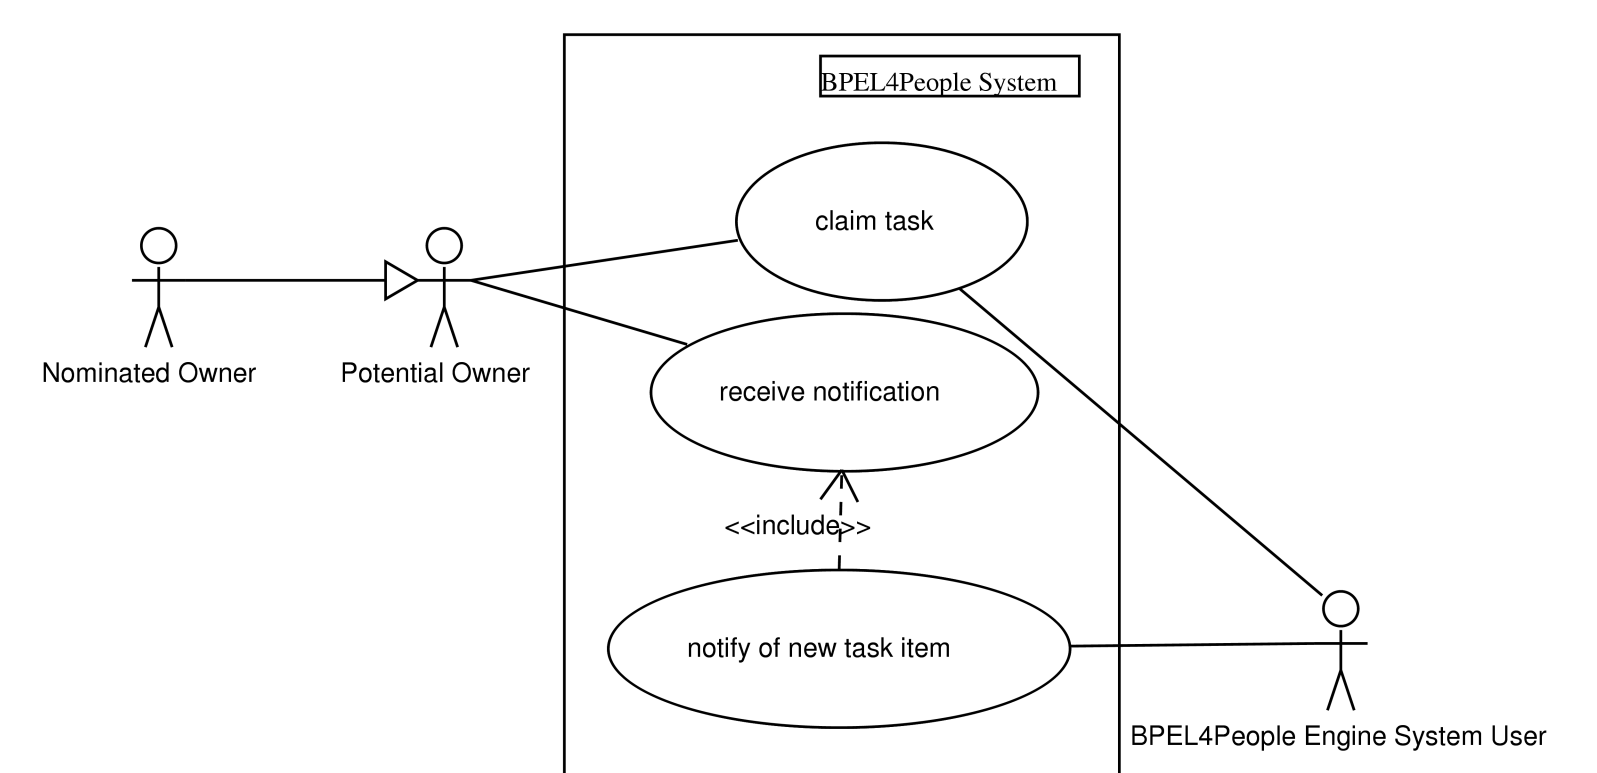 BPEL4People System
claim task
Nominated Owner
Potential Owner
receive notification
<<include>>
notify of new task item
BPEL4People Engine System User